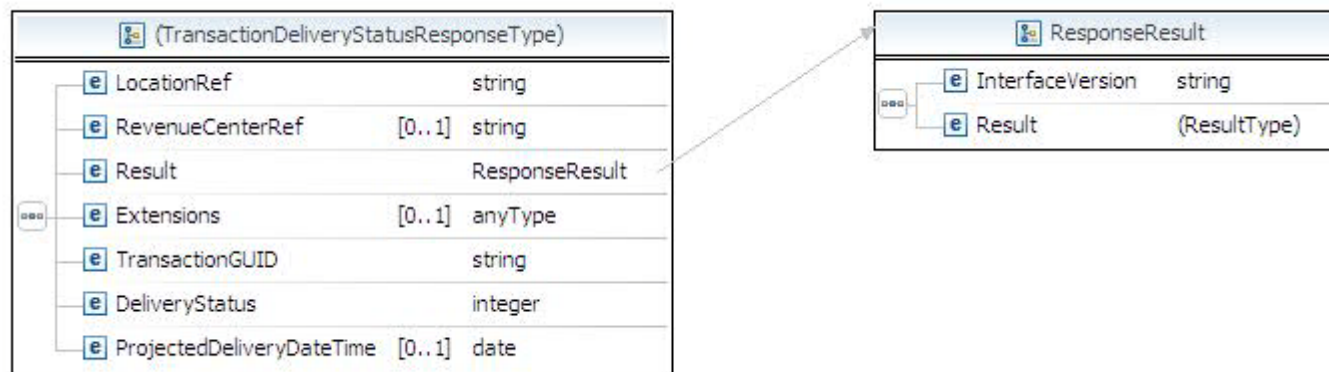 (TransactionDeliveryStatusResponseType)
e LocationRef string
e RevenueCenterRef [0..1] string
e Result ResponseResult
e Extensions [0..1] anyType
e TransactionGUID string
e DeliveryStatus integer
e ProjectedDeliveryDateTime [0..1] date
ResponseResult
e InterfaceVersion string
e Result (ResultType)